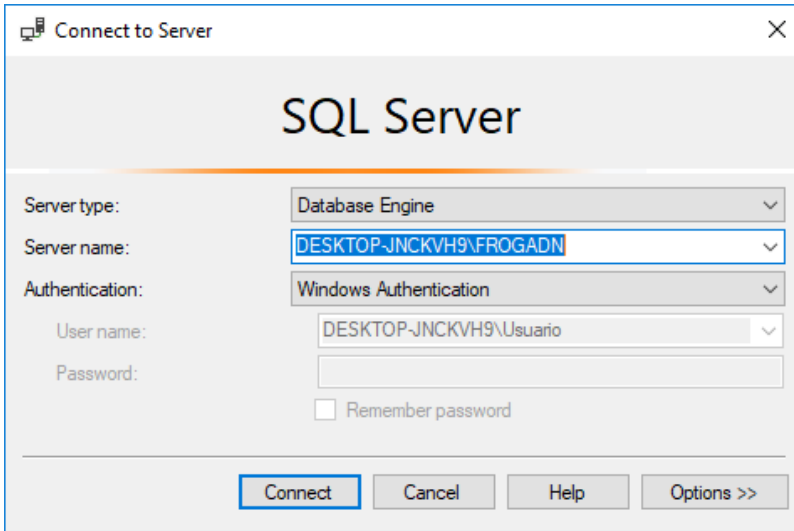 Connect to Server
SQL Server
Server type: Database Engine
Server name: DESKTOP-JNCKVH9\FROGADN
Authentication: Windows Authentication
User name: DESKTOP-JNCKVH9\Usuario
Password:
Remember password
Connect Cancel Help Options >>